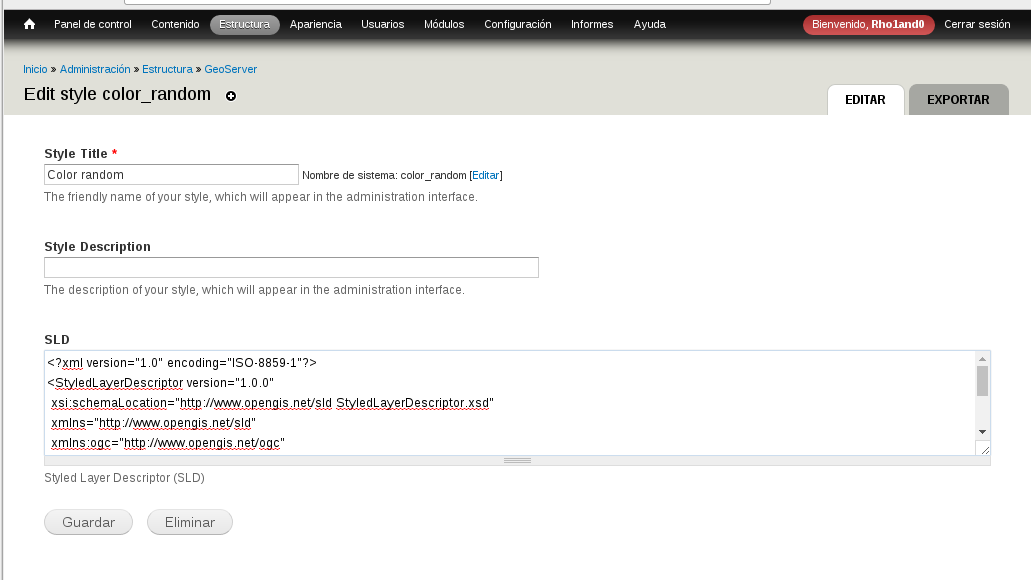 Panel de control Contenido Estructura Apariencia Usuarios Módulos Configuración Informes Ayuda Bienvenido, Rho1and0 Cerrar sesión
Inicio » Administración » Estructura » GeoServer
Edit style color_random
EDITAR EXPORTAR
Style Title *
Color random Nombre de sistema: color_random [Editar]
The friendly name of your style, which will appear in the administration interface.
Style Description
The description of your style, which will appear in the administration interface.
SLD
<?xml version="1.0" encoding="ISO-8859-1"?>
<StyledLayerDescriptor version="1.0.0"
xsi:schemaLocation="http://www.opengis.net/sld StyledLayerDescriptor.xsd"
xmlns="http://www.opengis.net/sld"
xmlns:ogc="http://www.opengis.net/ogc"
Styled Layer Descriptor (SLD)
Guardar Eliminar